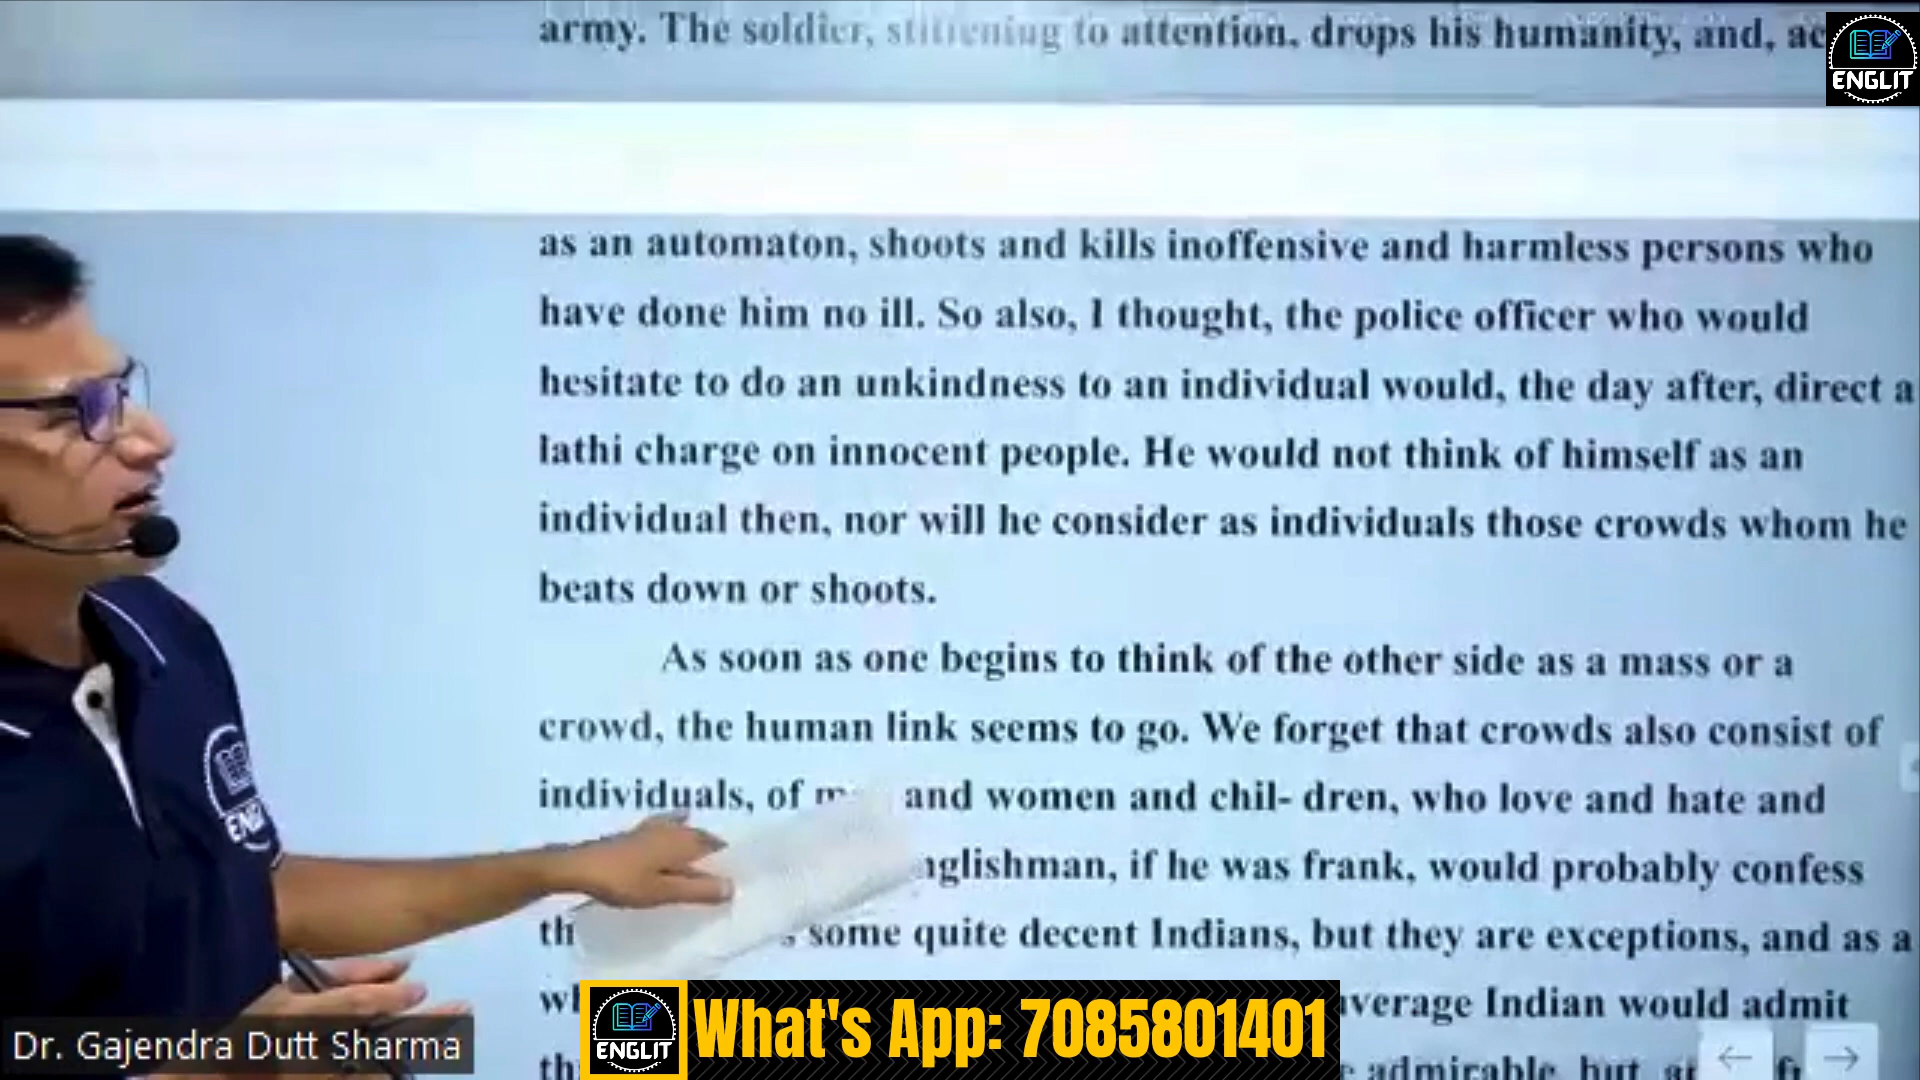 army. The soldier, stiffening to attention, drops his humanity, and, ac
ENGLIT
as an automaton, shoots and kills inoffensive and harmless persons who
have done him no ill. So also, I thought, the police officer who would
hesitate to do an unkindness to an individual would, the day after, direct a
lathi charge on innocent people. He would not think of himself as an
individual then, nor will he consider as individuals those crowds whom he
beats down or shoots.
As soon as one begins to think of the other side as a mass or a
crowd, the human link seems to go. We forget that crowds also consist of
individuals, of m and women and chil- dren, who love and hate and
nglishman, if he was frank, would probably confess
th s some quite decent Indians, but they are exceptions, and as a
wh verage Indian would admit
th admirable, but
ENGLIT
What's App: 7085801401
Dr. Gajendra Dutt Sharma